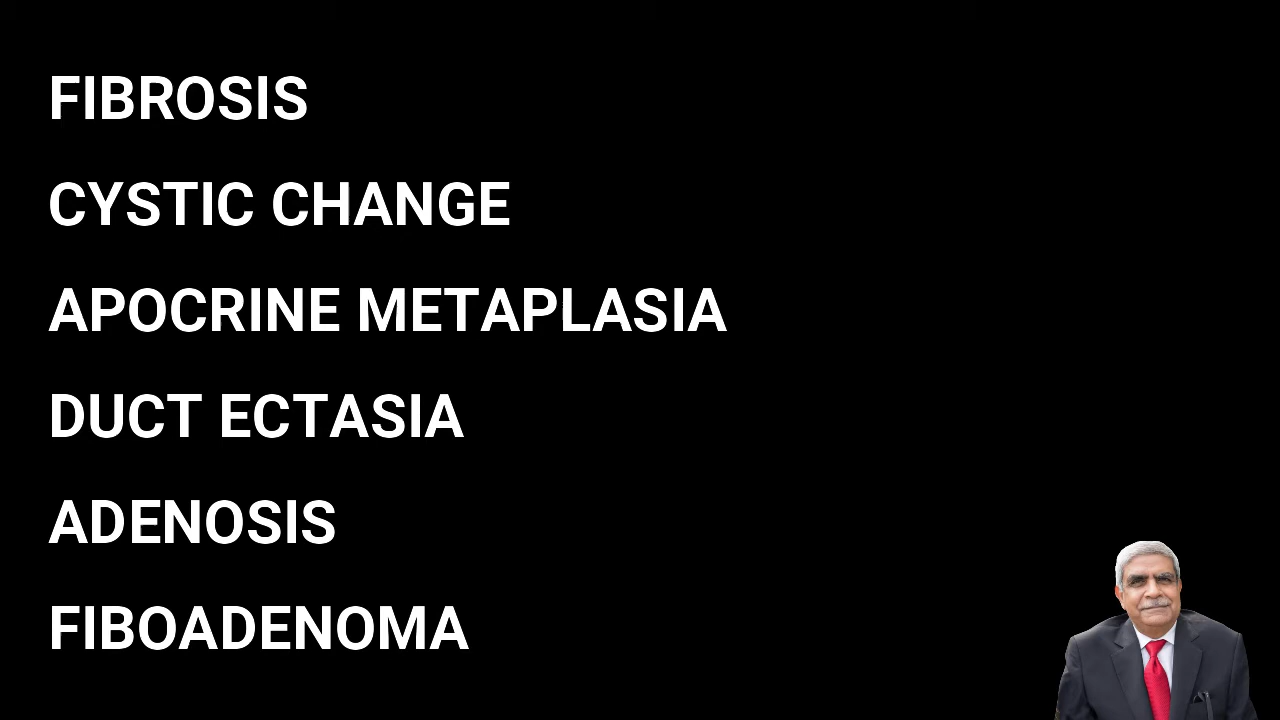 FIBROSIS
CYSTIC CHANGE
APOCRINE METAPLASIA
DUCT ECTASIA
ADENOSIS
FIBOADENOMA